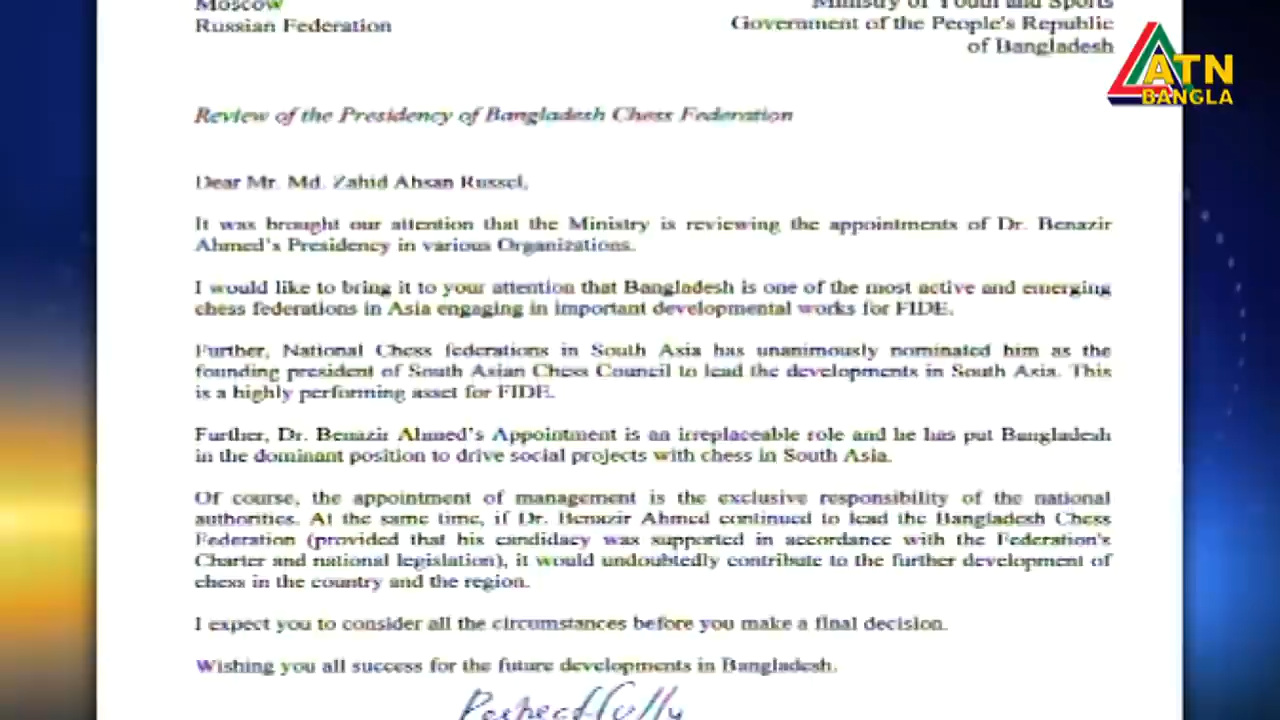 Moscow
Russian Federation
Ministry of Youth and Sports
Government of the People's Republic
of Bangladesh
ATN
BANGLA
Review of the Presidency of Bangladesh Chess Federation
Dear Mr. Md. Zahid Ahsan Russel,
It was brought our attention that the Ministry is reviewing the appointments of Dr. Benazir
Ahmed's Presidency in various Organizations.
I would like to bring it to your attention that Bangladesh is one of the most active and emerging
chess federations in Asia engaging in important developmental works for FIDE.
Further, National Chess federations in South Asia has unanimously nominated him as the
founding president of South Asian Chess Council to lead the developments in South Asia. This
is a highly performing asset for FIDE.
Further, Dr. Benazir Ahmed's Appointment is an irreplaceable role and he has put Bangladesh
in the dominant position to drive social projects with chess in South Asia.
Of course, the appointment of management is the exclusive responsibility of the national
authorities. At the same time, if Dr. Benazir Ahmed continued to lead the Bangladesh Chess
Federation (provided that his candidacy was supported in accordance with the Federation's
Charter and national legislation), it would undoubtedly contribute to the further development of
chess in the country and the region.
I expect you to consider all the circumstances before you make a final decision.
Wishing you all success for the future developments in Bangladesh.
Respectfully